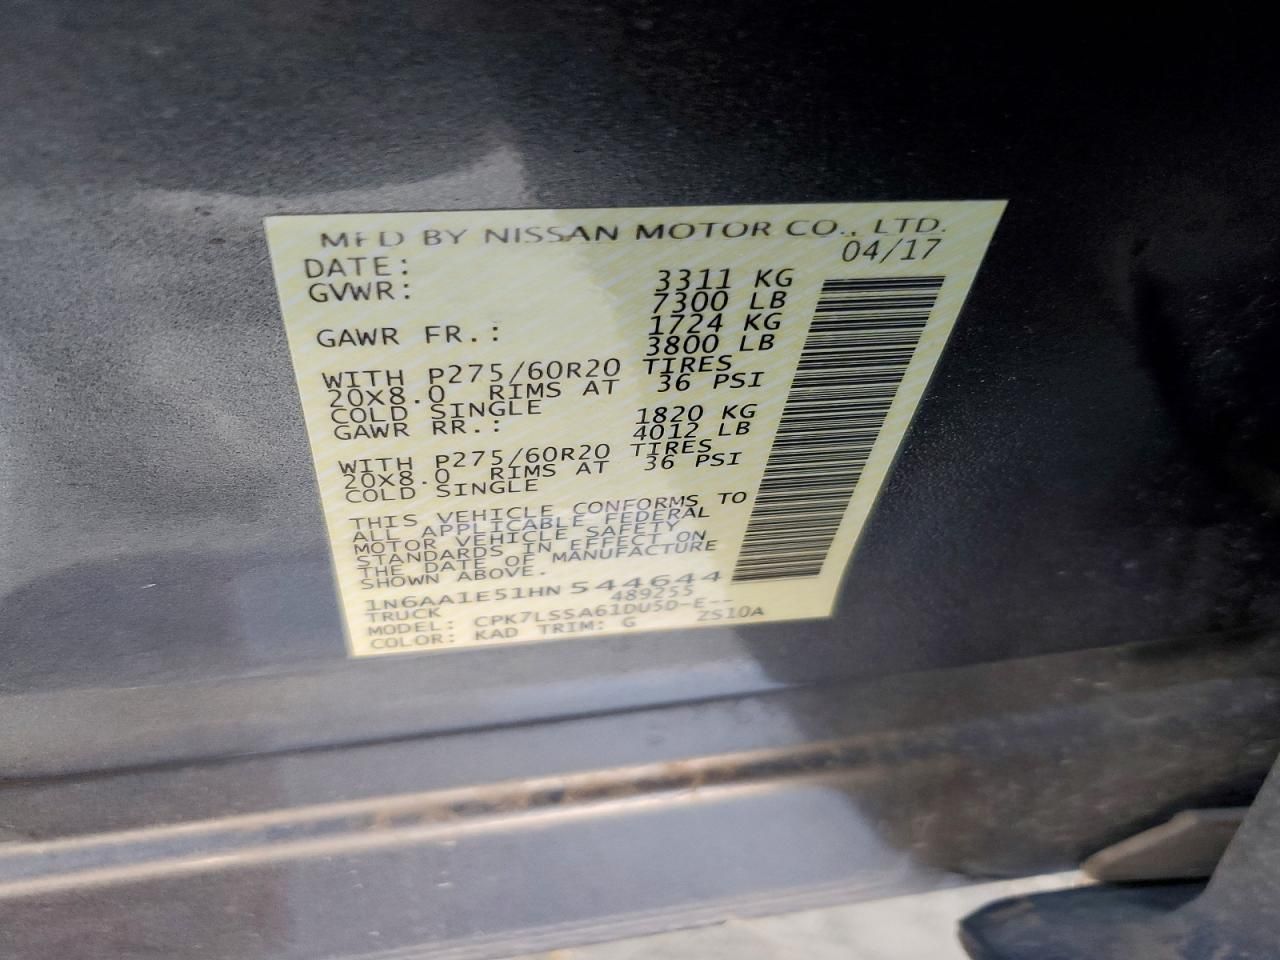 MFD BY NISSAN MOTOR CO., LTD.
DATE: 04/17
GVWR: 3311 KG
7300 LB
GAWR FR.: 1724 KG
3800 LB
WITH P275/60R20 TIRES
20X8.0 RIMS AT 36 PSI
COLD SINGLE
GAWR RR.: 1820 KG
4012 LB
WITH P275/60R20 TIRES
20X8.0 RIMS AT 36 PSI
COLD SINGLE
THIS VEHICLE CONFORMS TO
ALL APPLICABLE FEDERAL
MOTOR VEHICLE SAFETY
STANDARDS IN EFFECT ON
THE DATE OF MANUFACTURE
SHOWN ABOVE.
1N6AA1E51HN544644
TRUCK 489255
MODEL: CPK7LSSA61DU5D-E--
COLOR: KAD TRIM: G ZS10A